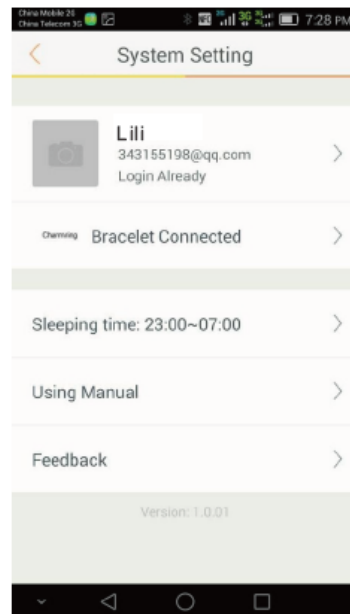 China Mobile 2G
China Telecom 3G
7:28 PM
System Setting
Lili
343155198@qq.com
Login Already
Charmring Bracelet Connected
Sleeping time: 23:00~07:00
Using Manual
Feedback
Version: 1.0.01